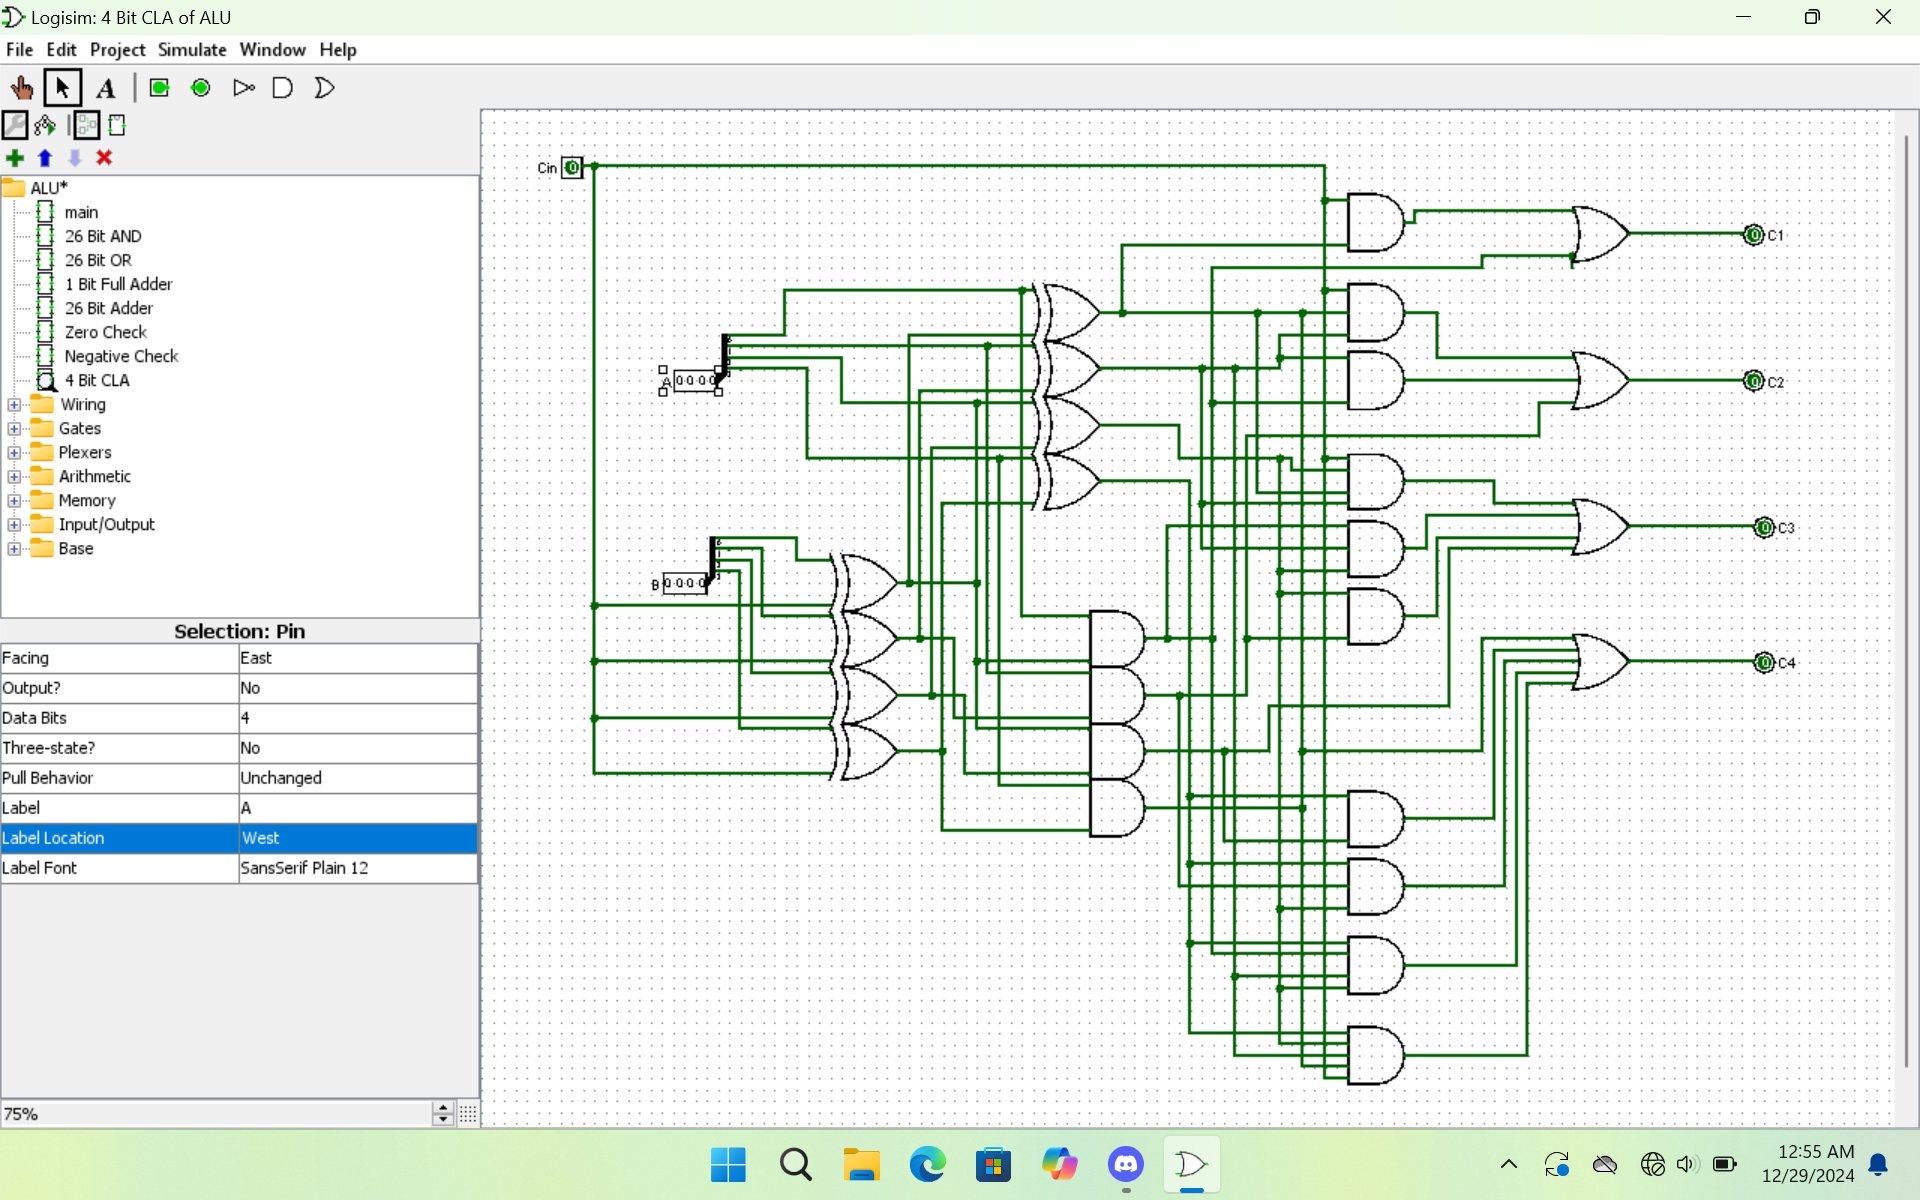 Logisim: 4 Bit CLA of ALU
File Edit Project Simulate Window Help
A
ALU*
main
26 Bit AND
26 Bit OR
1 Bit Full Adder
26 Bit Adder
Zero Check
Negative Check
4 Bit CLA
Wiring
Gates
Plexers
Arithmetic
Memory
Input/Output
Base
Selection: Pin
Facing East
Output? No
Data Bits 4
Three-state? No
Pull Behavior Unchanged
Label A
Label Location West
Label Font SansSerif Plain 12
75%
Cin 0
A 0 0 0 0
B 0 0 0 0
0 C1
0 C2
0 C3
0 C4
12:55 AM
12/29/2024